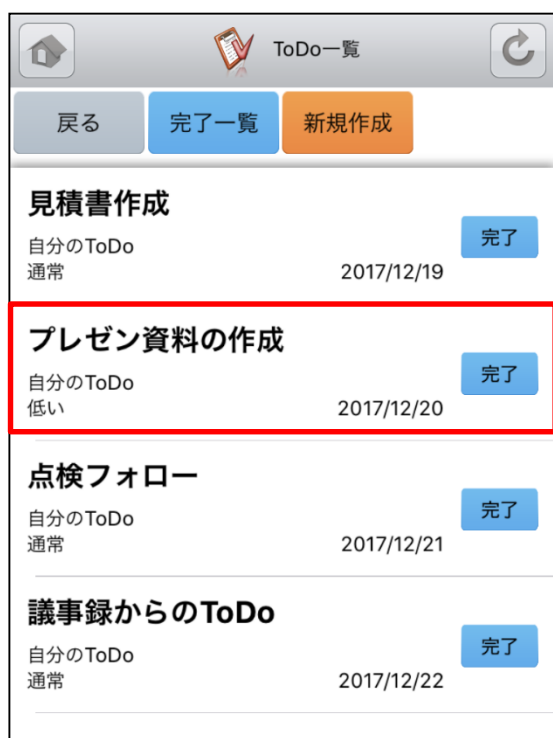 ToDo一覧
戻る 完了一覧 新規作成
見積書作成
自分のToDo
完了
通常 2017/12/19
プレゼン資料の作成
自分のToDo
完了
低い 2017/12/20
点検フォロー
自分のToDo
完了
通常 2017/12/21
議事録からのToDo
自分のToDo
完了
通常 2017/12/22